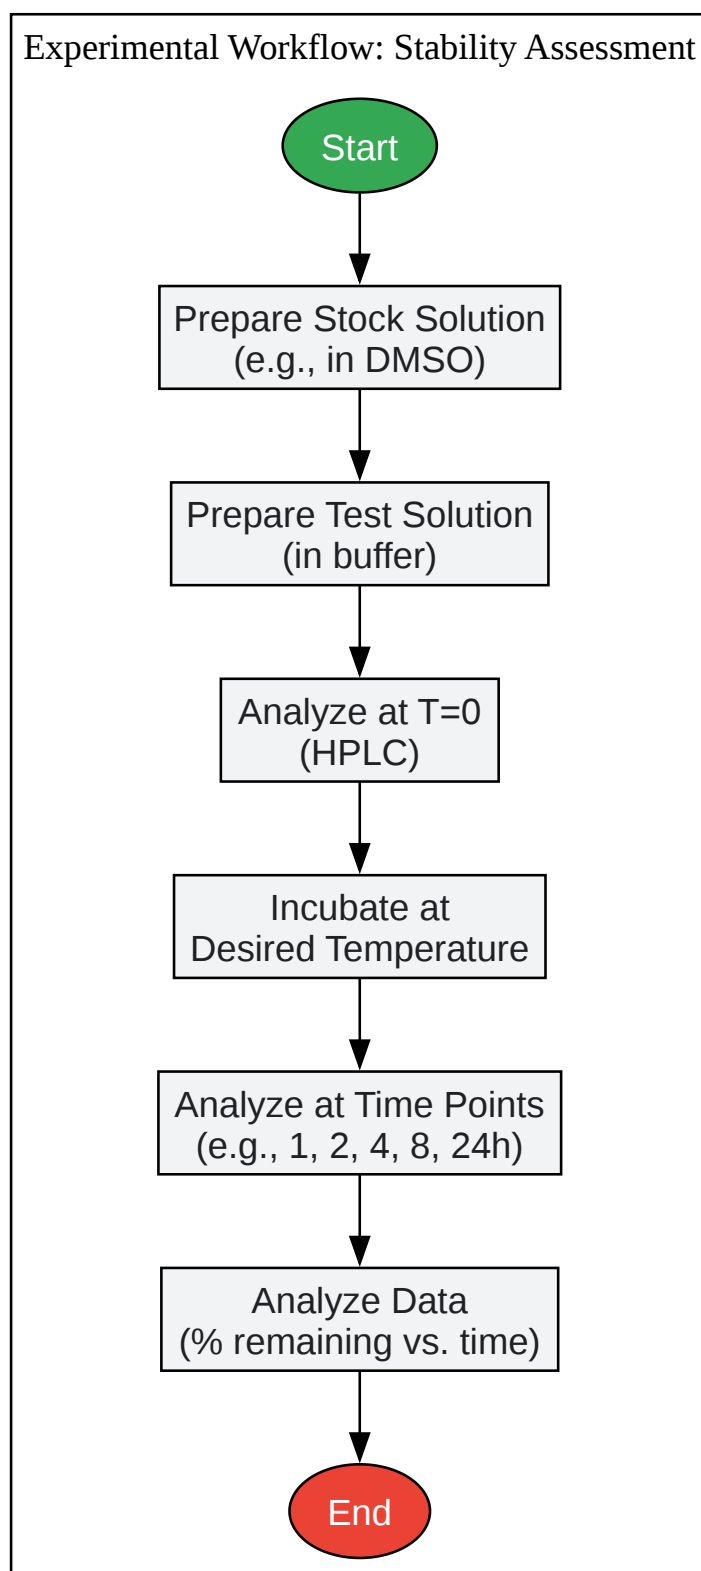 Experimental Workflow: Stability Assessment
Start
Prepare Stock Solution
(e.g., in DMSO)
Prepare Test Solution
(in buffer)
Analyze at T=0
(HPLC)
Incubate at
Desired Temperature
Analyze at Time Points
(e.g., 1, 2, 4, 8, 24h)
Analyze Data
(% remaining vs. time)
End